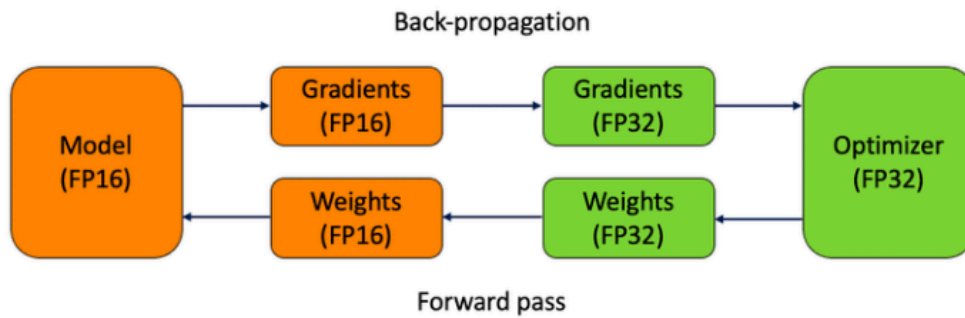 Back-propagation
Model
(FP16)
Gradients
(FP16)
Gradients
(FP32)
Optimizer
(FP32)
Weights
(FP16)
Weights
(FP32)
Forward pass